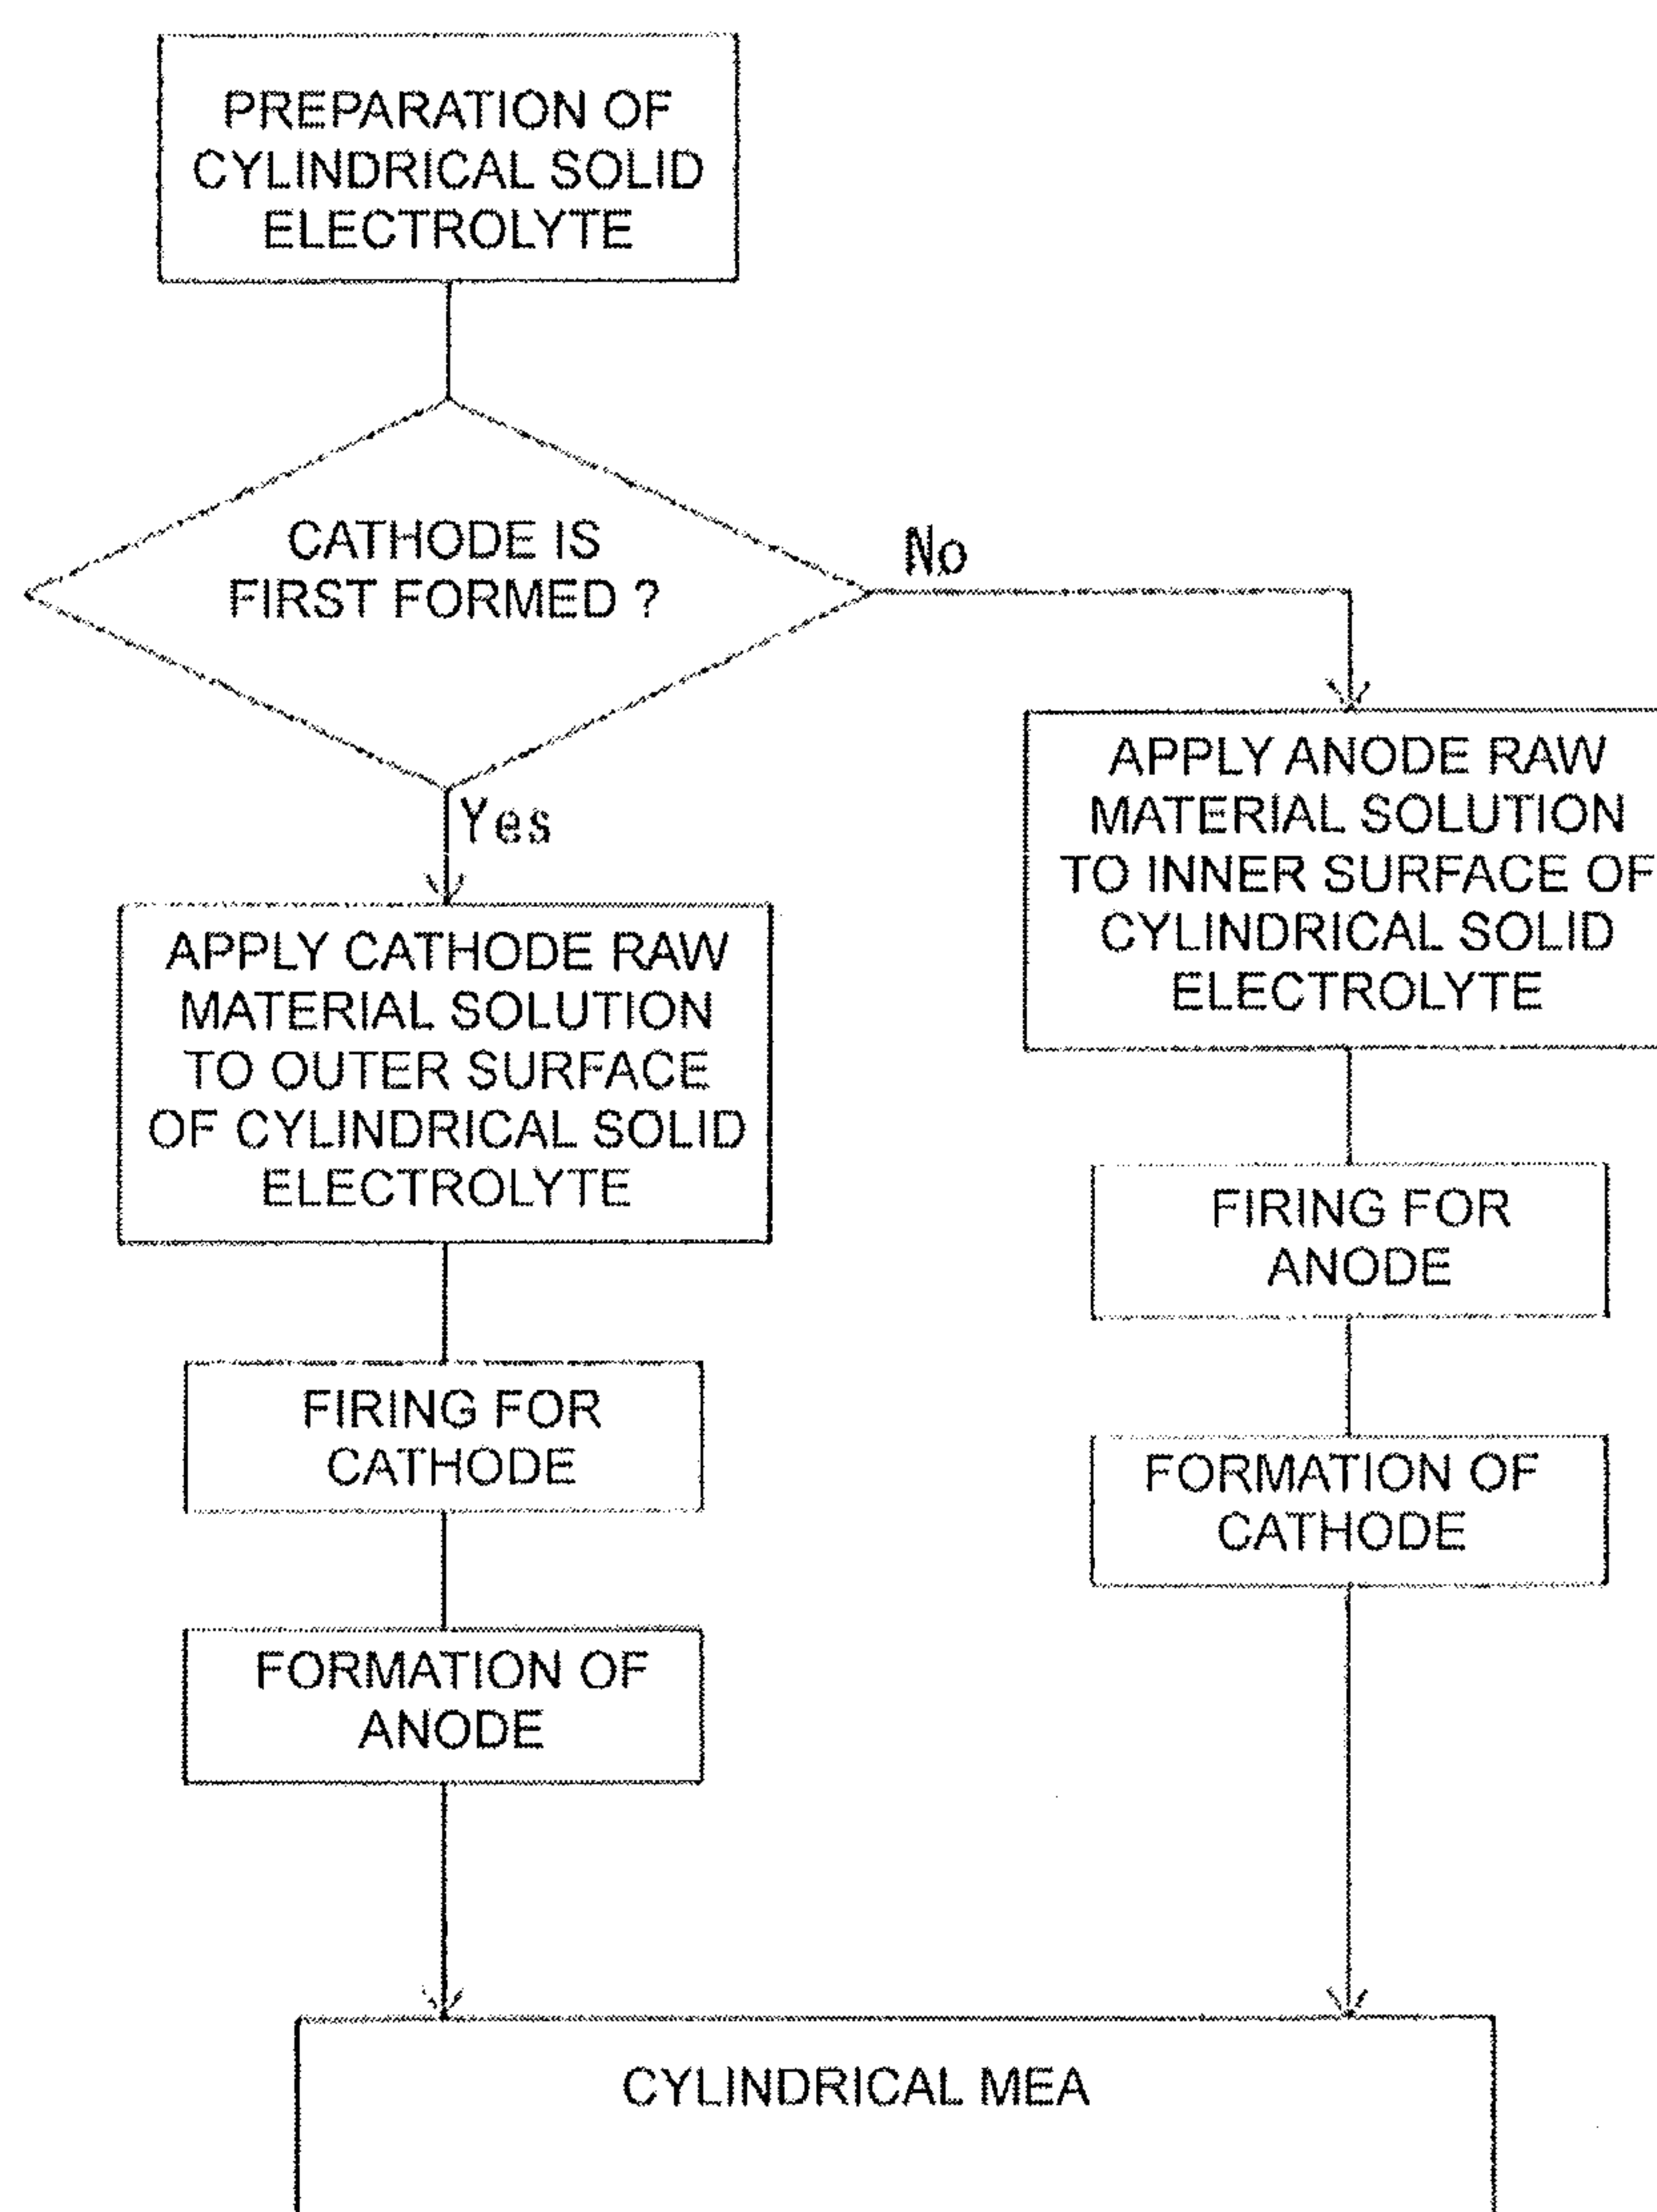 PREPARATION OF
CYLINDRICAL SOLID
ELECTROLYTE
CATHODE IS
FIRST FORMED ?
No
Yes
APPLY CATHODE RAW
MATERIAL SOLUTION
TO OUTER SURFACE
OF CYLINDRICAL SOLID
ELECTROLYTE
FIRING FOR
CATHODE
FORMATION OF
ANODE
APPLY ANODE RAW
MATERIAL SOLUTION
TO INNER SURFACE OF
CYLINDRICAL SOLID
ELECTROLYTE
FIRING FOR
ANODE
FORMATION OF
CATHODE
CYLINDRICAL MEA